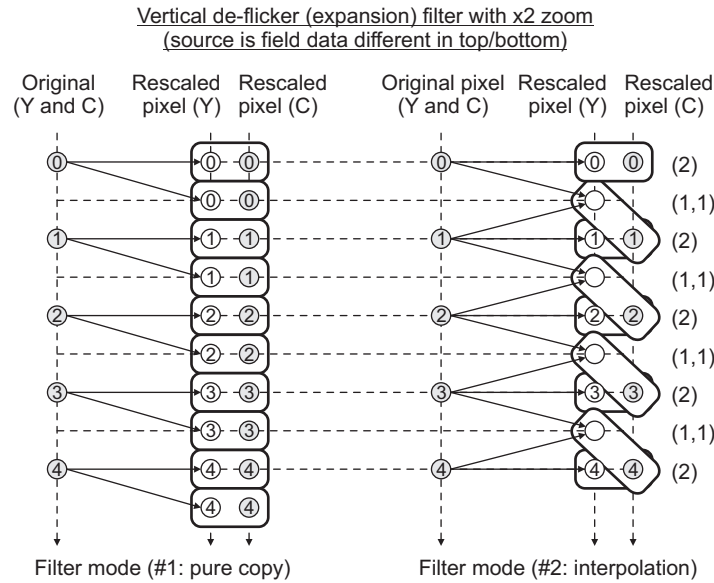 Vertical de-flicker (expansion) filter with x2 zoom
(source is field data different in top/bottom)
Original
(Y and C)
Rescaled
pixel (Y)
Rescaled
pixel (C)
Original pixel
(Y and C)
Rescaled
pixel (Y)
Rescaled
pixel (C)
0 0 0 0 0 0 (2)
0 0 (1,1)
1 1 1 1 1 1 (2)
1 1 (1,1)
2 2 2 2 2 2 (2)
2 2 (1,1)
3 3 3 3 3 3 (2)
3 3 (1,1)
4 4 4 4 4 4 (2)
4 4
Filter mode (#1: pure copy)
Filter mode (#2: interpolation)